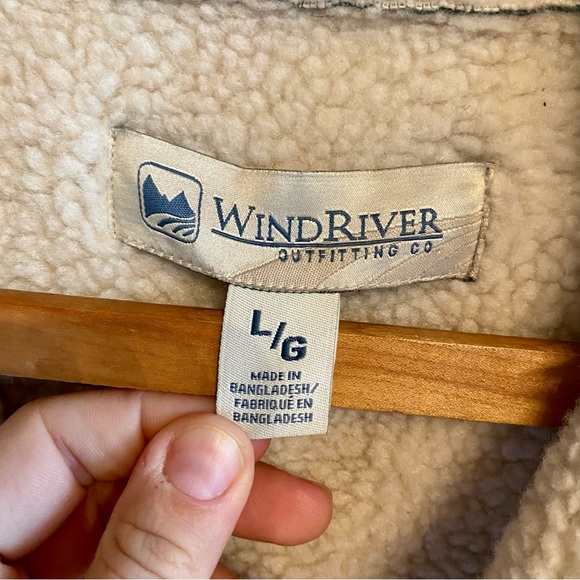 WINDRIVER
OUTFITTING CO
L/G
MADE IN
BANGLADESH/
FABRIQUÉ EN
BANGLADESH